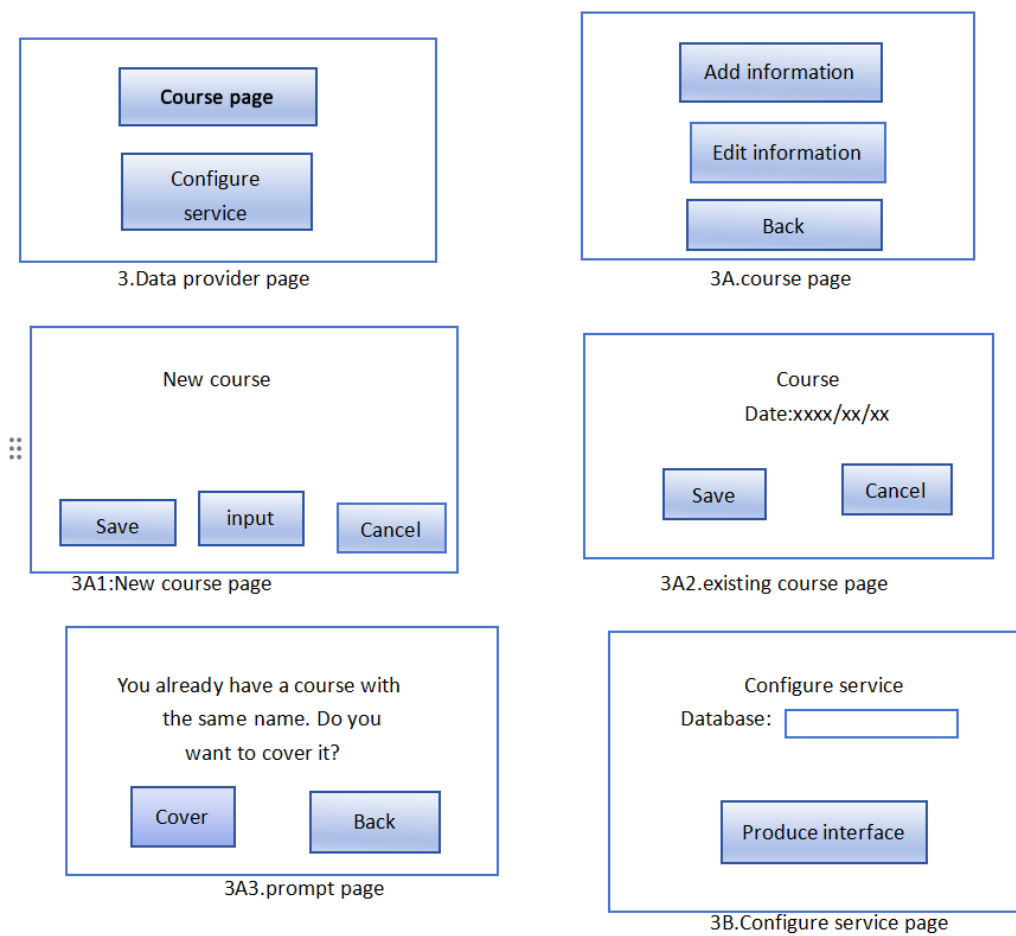 Course page
Configure
service
3.Data provider page
Add information
Edit information
Back
3A.course page
New course
Save
input
Cancel
3A1:New course page
Course
Date:xxxx/xx/xx
Save
Cancel
3A2.existing course page
You already have a course with
the same name. Do you
want to cover it?
Cover
Back
3A3.prompt page
Configure service
Database:
Produce interface
3B.Configure service page